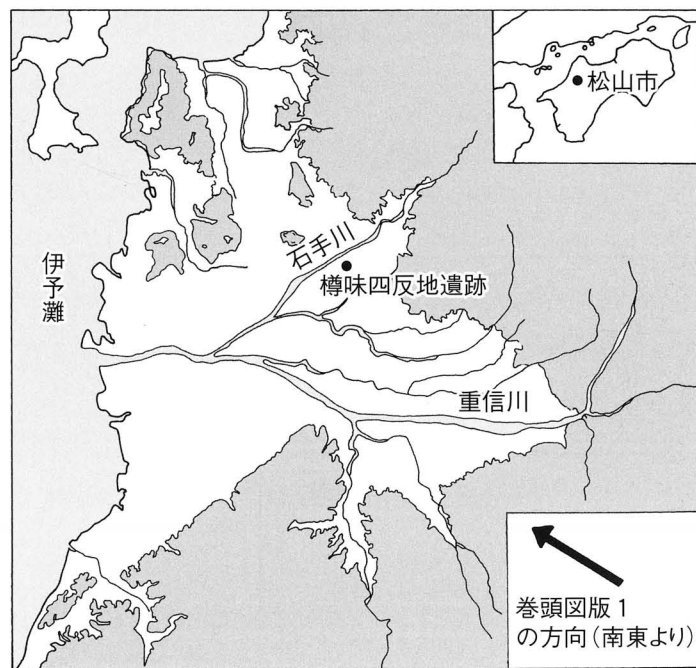 松山市
石手川
伊予灘
樽味四反地遺跡
重信川
巻頭図版1
の方向(南東より)